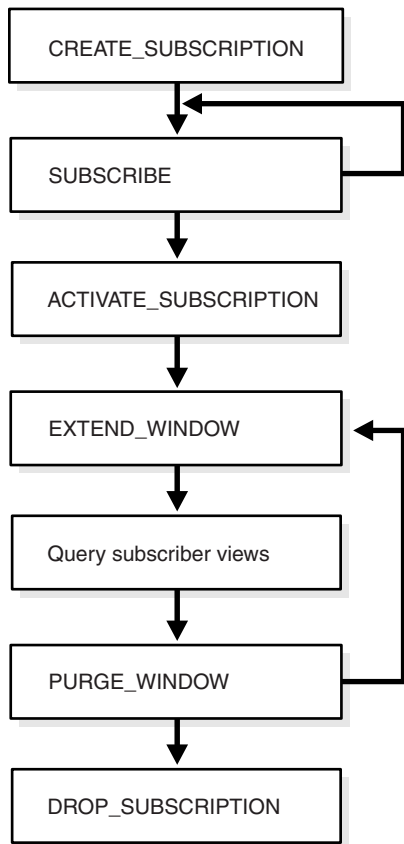 CREATE_SUBSCRIPTION
SUBSCRIBE
ACTIVATE_SUBSCRIPTION
EXTEND_WINDOW
Query subscriber views
PURGE_WINDOW
DROP_SUBSCRIPTION